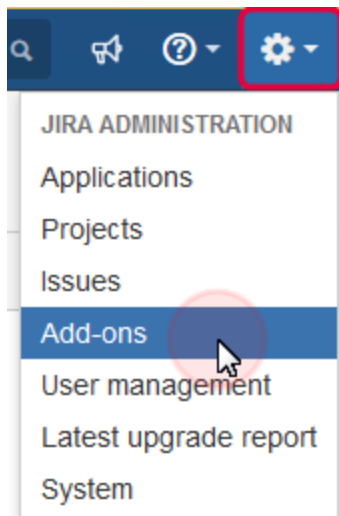 JIRA ADMINISTRATION
Applications
Projects
Issues
Add-ons
User management
Latest upgrade report
System